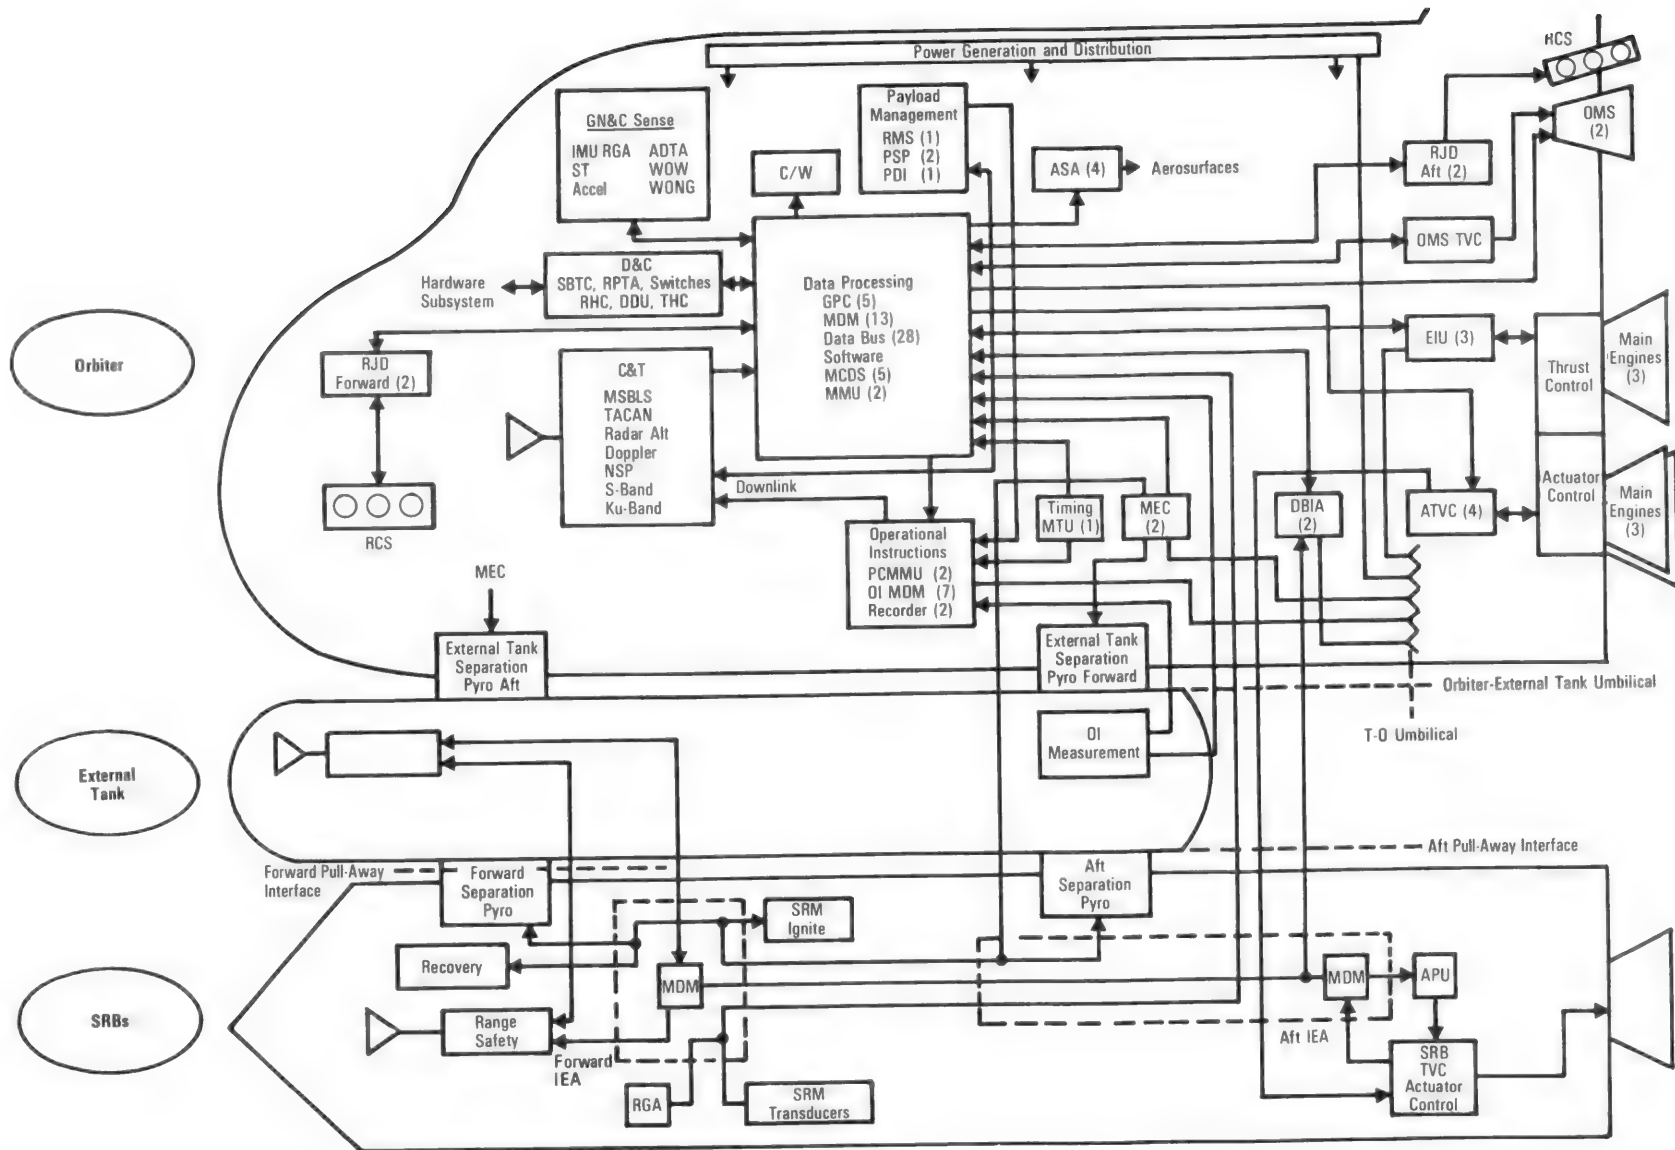 Power Generation and Distribution
RCS
OMS
(2)
GN&C Sense
IMU RGA ADTA
ST WOW
Accel WONG
Payload
Management
RMS (1)
PSP (2)
PDI (1)
C/W
ASA (4)
Aerosurfaces
RJD
Aft (2)
OMS TVC
Hardware
Subsystem
D&C
SBTC, RPTA, Switches
RHC, DDU, THC
Data Processing
GPC (5)
MDM (13)
Data Bus (28)
Software
MCDS (5)
MMU (2)
EIU (3)
Thrust
Control
Main
Engines
(3)
Orbiter
RJD
Forward (2)
RCS
C&T
MSBLS
TACAN
Radar Alt
Doppler
NSP
S-Band
Ku-Band
Downlink
Operational
Instructions
PCMMU (2)
OI MDM (7)
Recorder (2)
Timing
MTU (1)
MEC
(2)
DBIA
(2)
ATVC (4)
Actuator
Control
Main
Engines
(3)
MEC
External Tank
Separation
Pyro Aft
External Tank
Separation
Pyro Forward
Orbiter-External Tank Umbilical
T-0 Umbilical
External
Tank
OI
Measurement
Forward Pull-Away
Interface
Aft Pull-Away Interface
Forward
Separation
Pyro
Aft
Separation
Pyro
SRBs
SRM
Ignite
Recovery
MDM
Range
Safety
Forward
IEA
RGA
SRM
Transducers
MDM
APU
Aft IEA
SRB
TVC
Actuator
Control